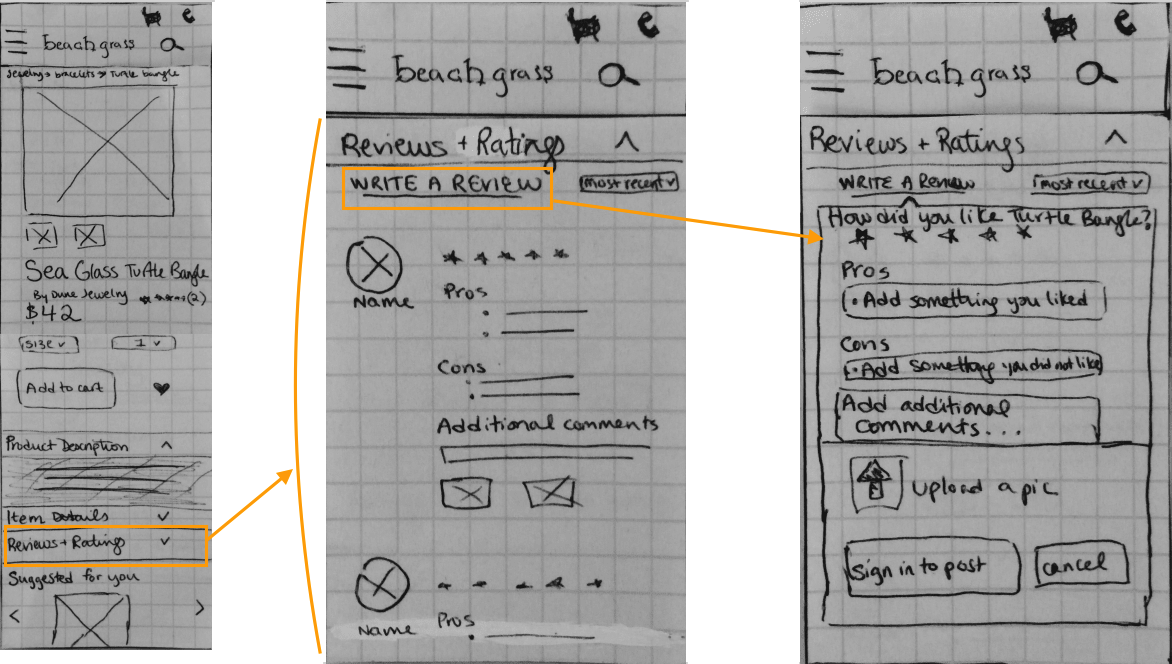 beachgrass
Jewelry > bracelets > Turtle bangle
Sea Glass Turtle Bangle
By Dune Jewelry (2)
$42
size 1
Add to cart
Product Description
Item Details
Reviews + Ratings
Suggested for you
beachgrass
Reviews + Ratings
WRITE A REVIEW most recent
Name
Pros
Cons
Additional comments
Name
Pros
beachgrass
Reviews + Ratings
WRITE A REVIEW most recent
How did you like Turtle Bangle?
Pros
• Add something you liked
Cons
• Add something you did not like
Add additional
comments...
Upload a pic
Sign in to post cancel